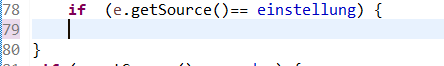 78 if (e.getSource()== einstellung) {
79
80 }